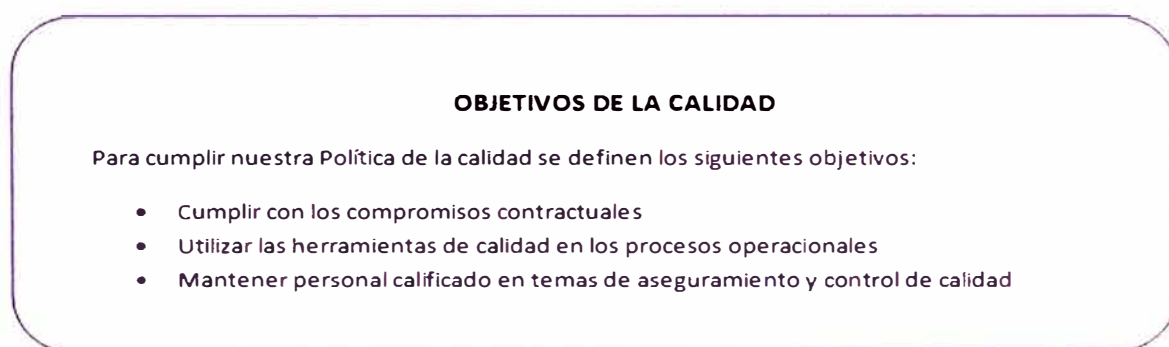 OBJETIVOS DE LA CALIDAD
Para cumplir nuestra Política de la calidad se definen los siguientes objetivos:
• Cumplir con los compromisos contractuales
• Utilizar las herramientas de calidad en los procesos operacionales
• Mantener personal calificado en temas de aseguramiento y control de calidad